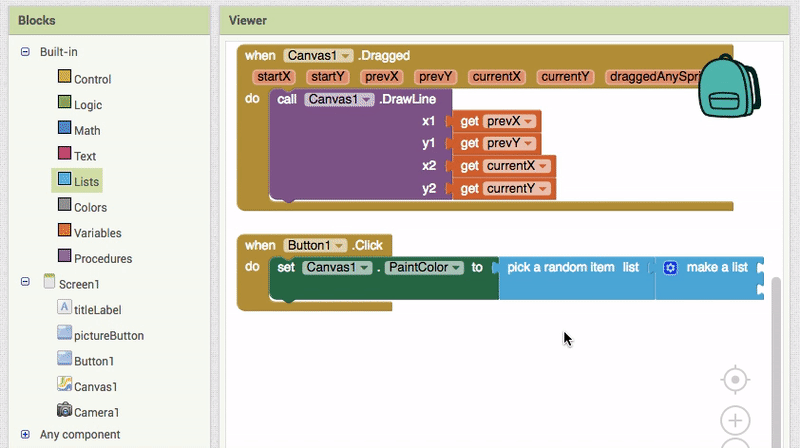 Blocks
Viewer
Built-in
Control
Logic
Math
Text
Lists
Colors
Variables
Procedures
Screen1
titleLabel
pictureButton
Button1
Canvas1
Camera1
Any component
when Canvas1 .Dragged
startX startY prevX prevY currentX currentY draggedAnySpri
do call Canvas1 .DrawLine
x1 get prevX
y1 get prevY
x2 get currentX
y2 get currentY
when Button1 .Click
do set Canvas1 . PaintColor to pick a random item list make a list